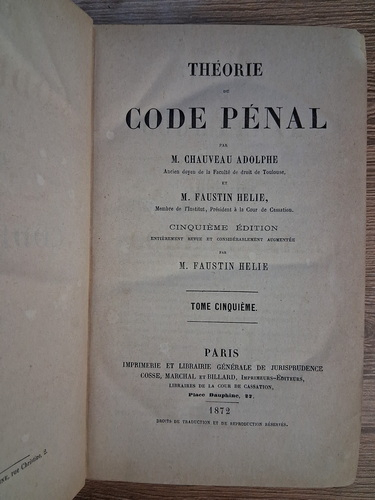 THÉORIE
DU
CODE PÉNAL
PAR
M. CHAUVEAU ADOLPHE
Ancien doyen de la Faculté de droit de Toulouse,
ET
M. FAUSTIN HELIE,
Membre de l'Institut, Président à la Cour de Cassation.
CINQUIÈME ÉDITION
ENTIÈREMENT REVUE ET CONSIDÉRABLEMENT AUGMENTÉE
PAR
M. FAUSTIN HELIE
TOME CINQUIÈME.
PARIS
IMPRIMERIE ET LIBRAIRIE GÉNÉRALE DE JURISPRUDENCE
COSSE, MARCHAL ET BILLARD, IMPRIMEURS-ÉDITEURS,
LIBRAIRES DE LA COUR DE CASSATION,
Place Dauphine, 27.
1872
DROITS DE TRADUCTION ET DE REPRODUCTION RÉSERVÉS.
rue Christine, 2.